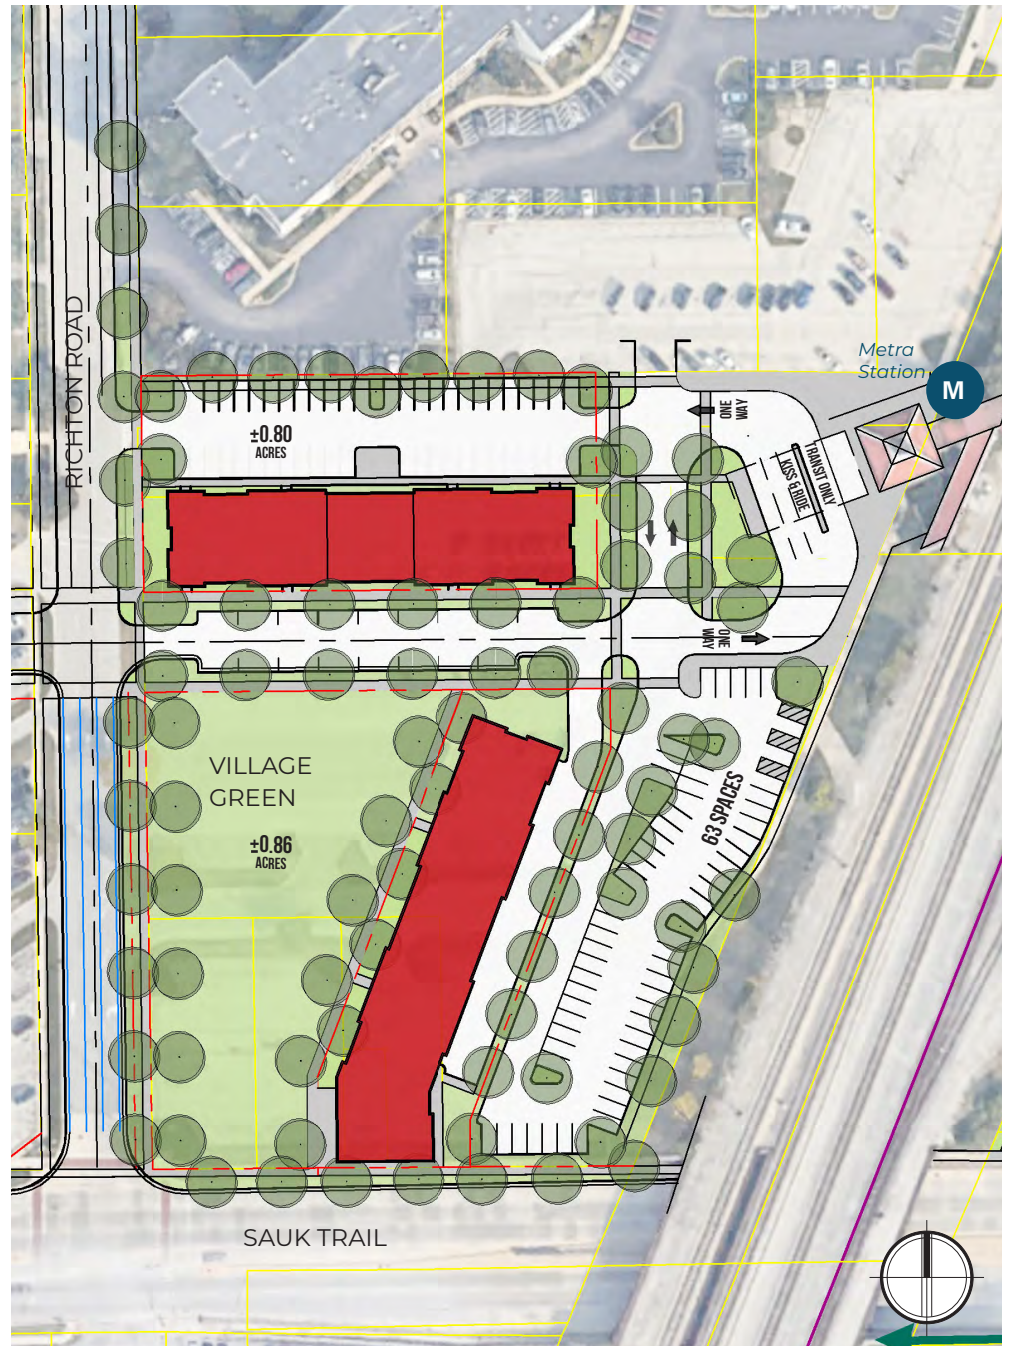 RICHTON ROAD
Metra
Station
M
ONE
WAY
±0.80
ACRES
TRANSIT ONLY
KISS & RIDE
ONE
WAY
VILLAGE
GREEN
±0.86
ACRES
63 SPACES
SAUK TRAIL